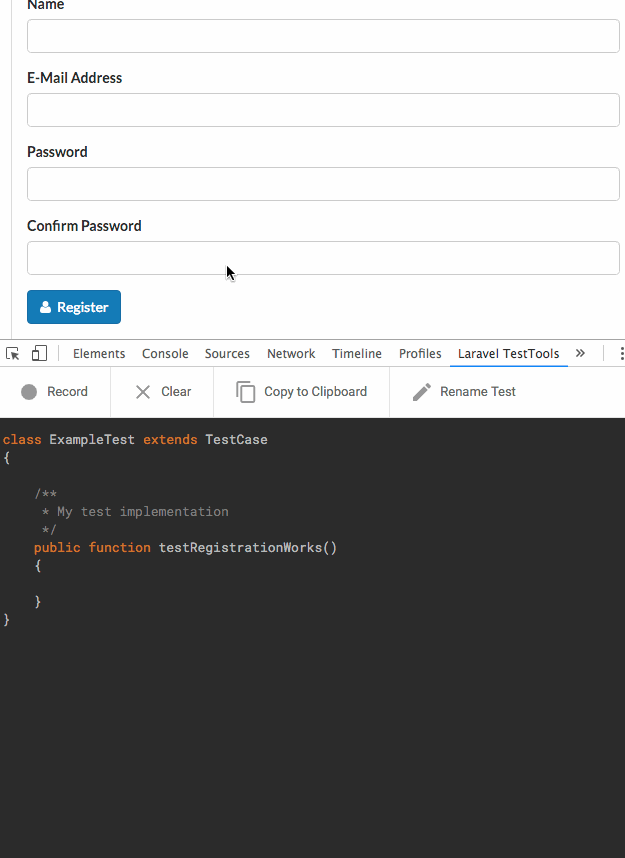 Name
E-Mail Address
Password
Confirm Password
Register
Elements Console Sources Network Timeline Profiles Laravel TestTools »
Record Clear Copy to Clipboard Rename Test
class ExampleTest extends TestCase
{
/**
* My test implementation
*/
public function testRegistrationWorks()
{
}
}